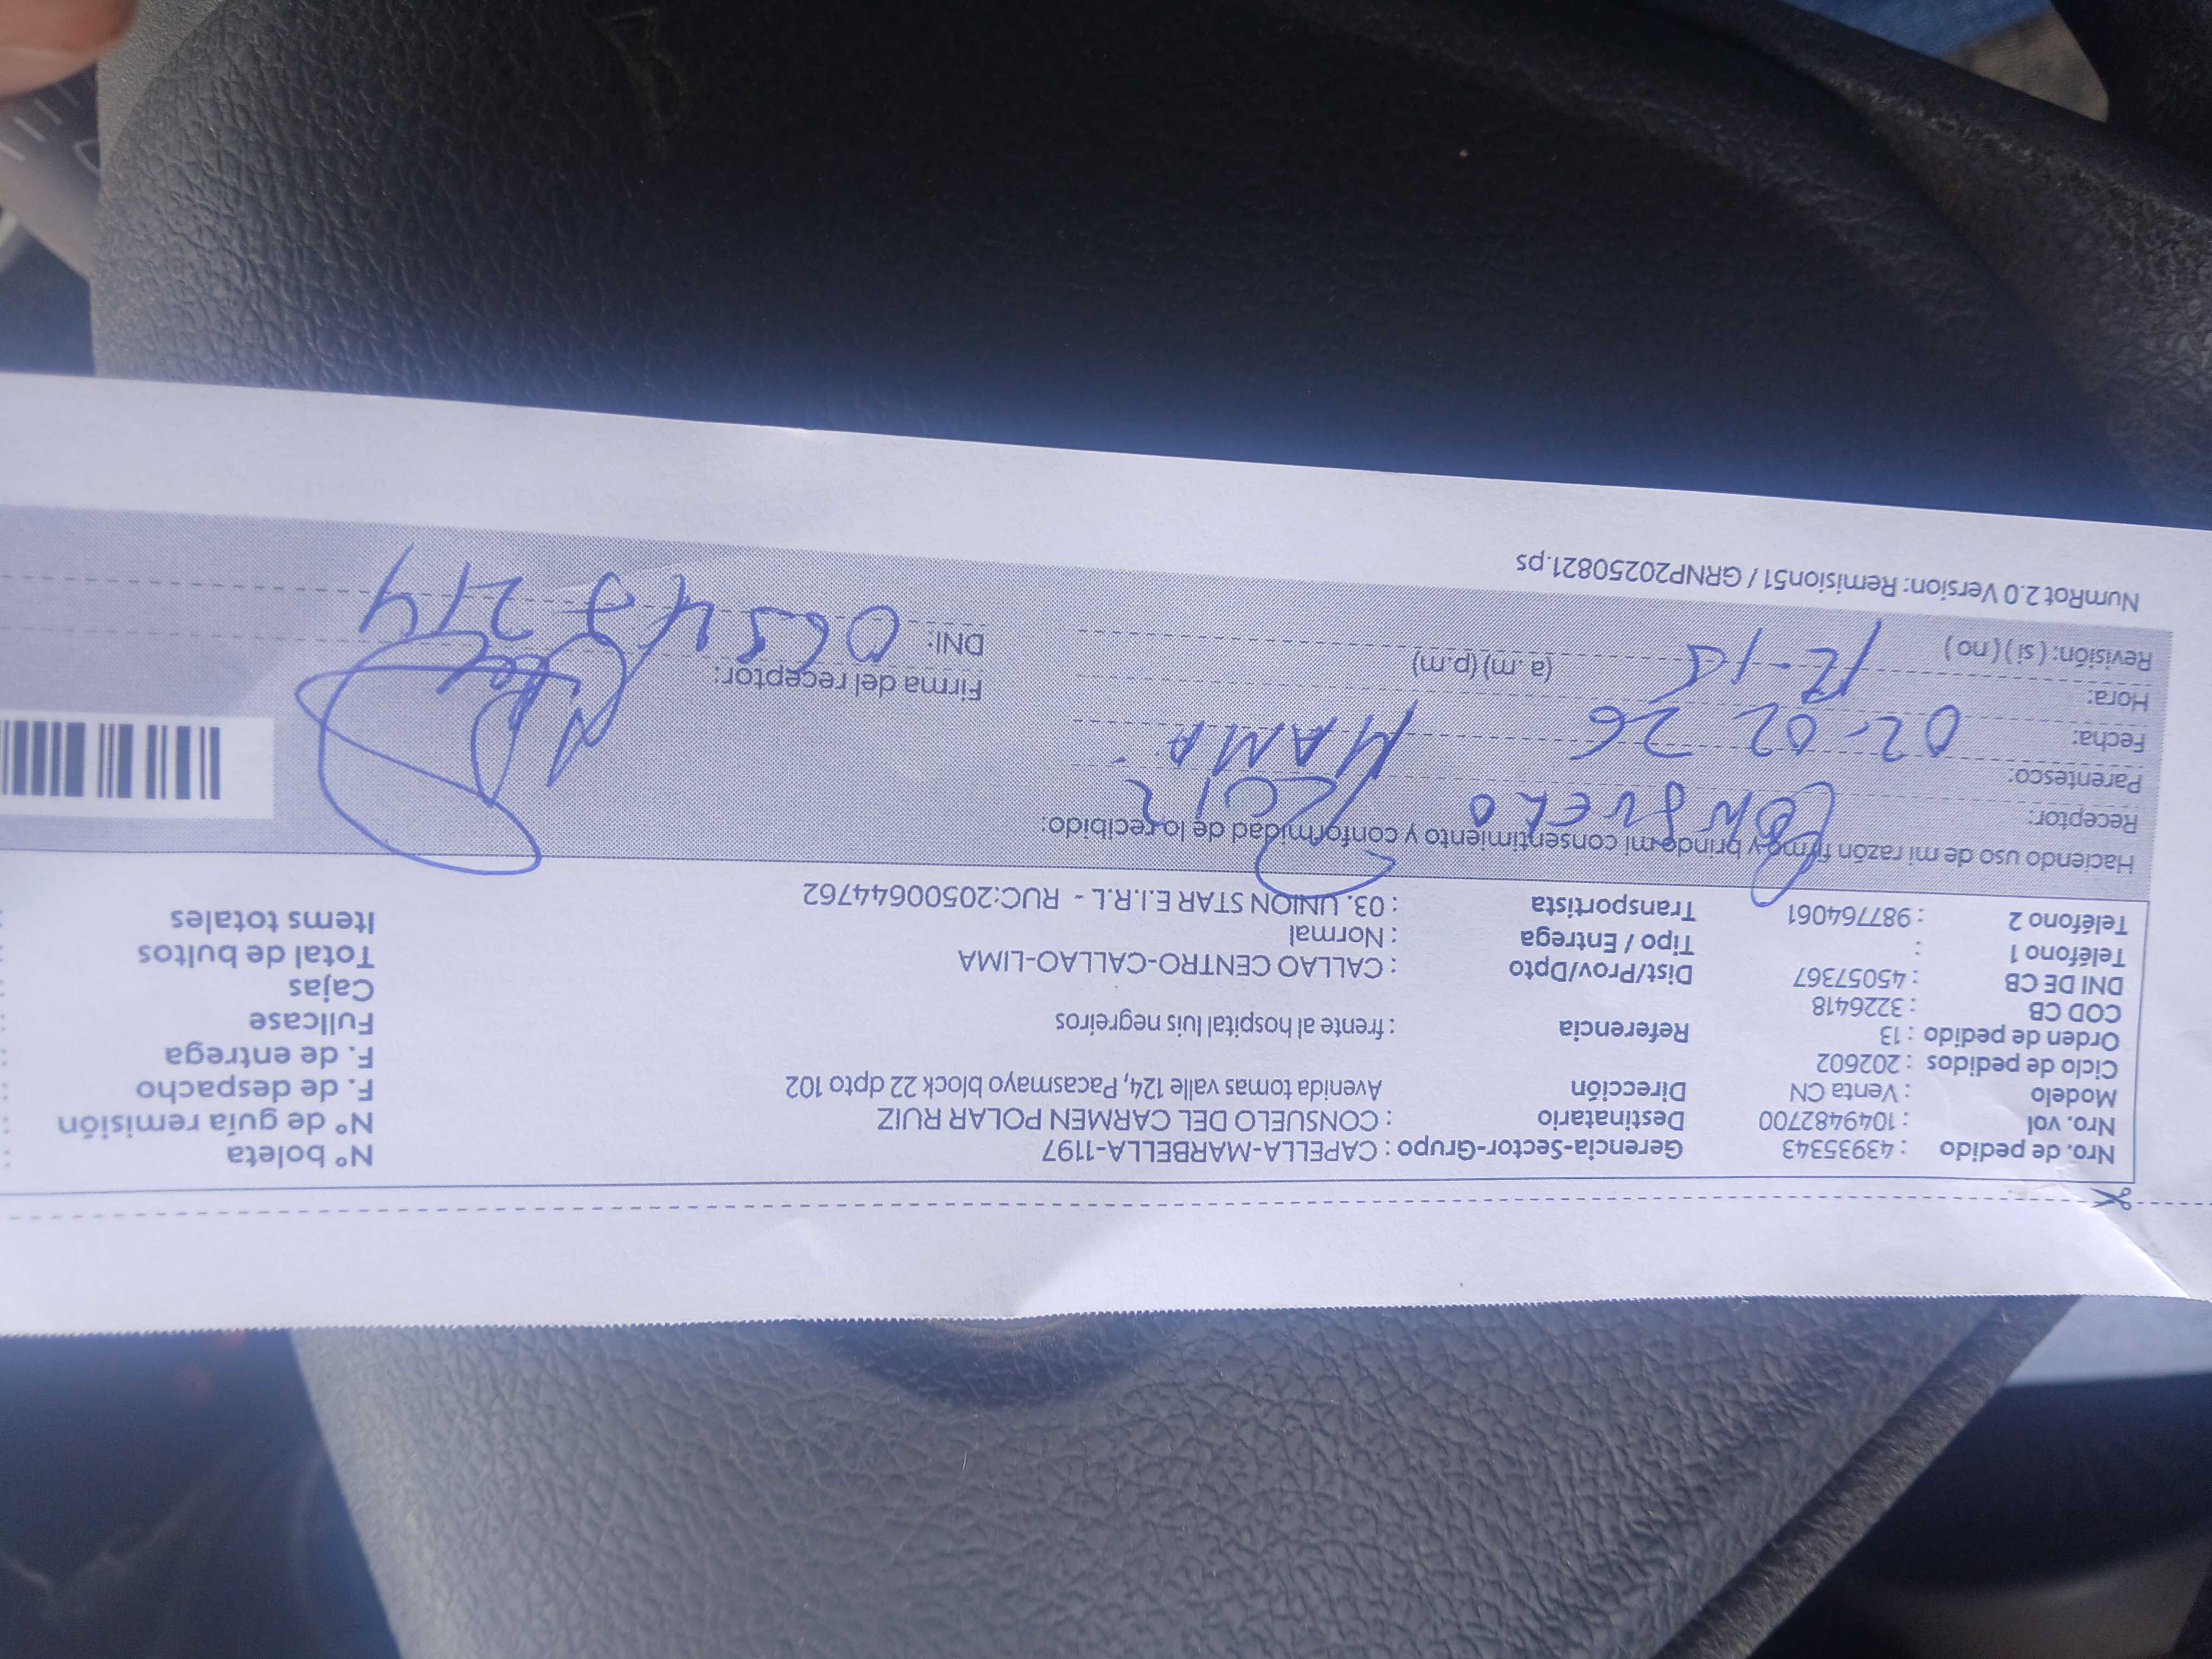 Nro. de pedido : 43935343 Gerencia-Sector-Grupo : CAPELLA-MARBELLA-1197 N° boleta :
Nro. vol : 1049482700 Destinatario : CONSUELO DEL CARMEN POLAR RUIZ N° de guía remisión :
Modelo : Venta CN Dirección Avenida tomas valle 124, Pacasmayo block 22 dpto 102 F. de despacho :
Ciclo de pedidos : 202602 F. de entrega :
Orden de pedido : 13 Referencia : frente al hospital luis negreiros Fullcase :
COD CB : 3226418 Cajas :
DNI DE CB : 45057367 Dist/Prov/Dpto : CALLAO CENTRO-CALLAO-LIMA Total de bultos :
Teléfono 1 : Tipo / Entrega : Normal Items totales :
Teléfono 2 : 987764061 Transportista : 03. UNION STAR E.I.R.L - RUC:20500644762
Haciendo uso de mi razón firmo y brindo mi consentimiento y conformidad de lo recibido:
Receptor: CONSUELO
Parentesco: MAMA.
Fecha: 02-02 26
Hora: 12-15 (a.m) (p.m) Firma del receptor:
Revisión: ( si ) ( no ) DNI:
NumRot 2.0 Version: Remision51 / GRNP20250821.ps